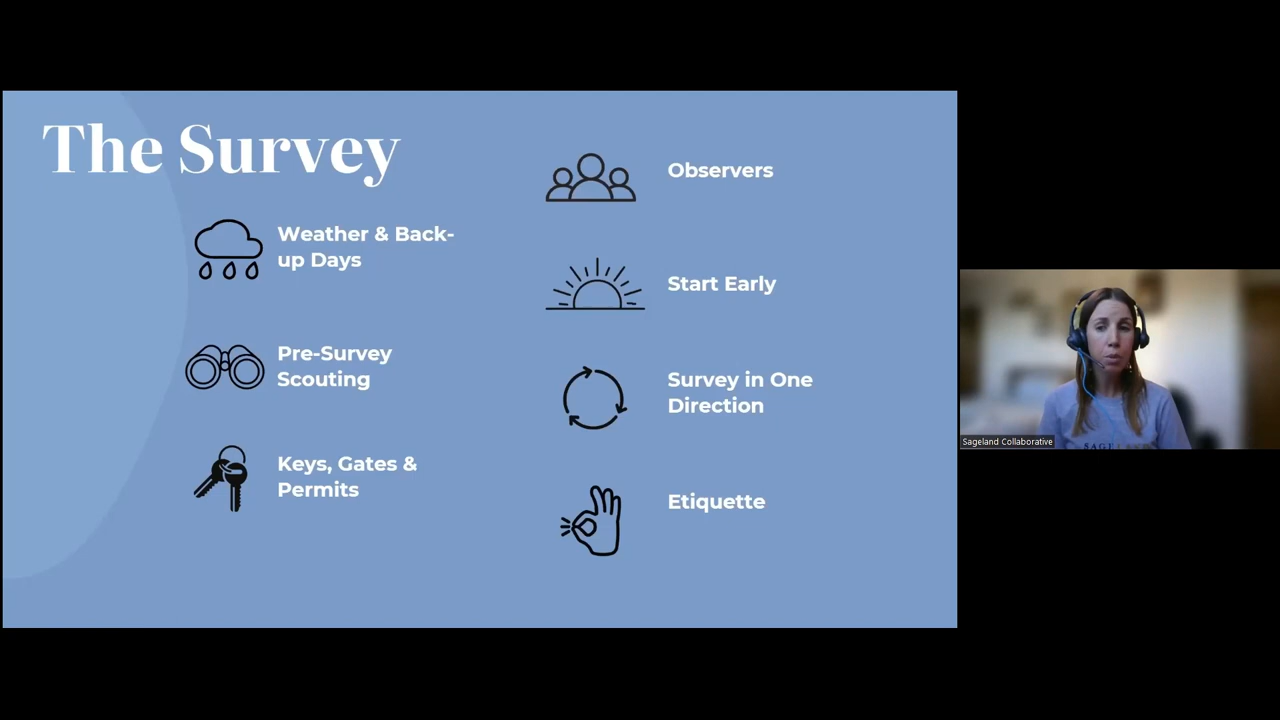 The Survey
Weather & Back-
up Days
Pre-Survey
Scouting
Keys, Gates &
Permits
Observers
Start Early
Survey in One
Direction
Etiquette
Sageland Collaborative